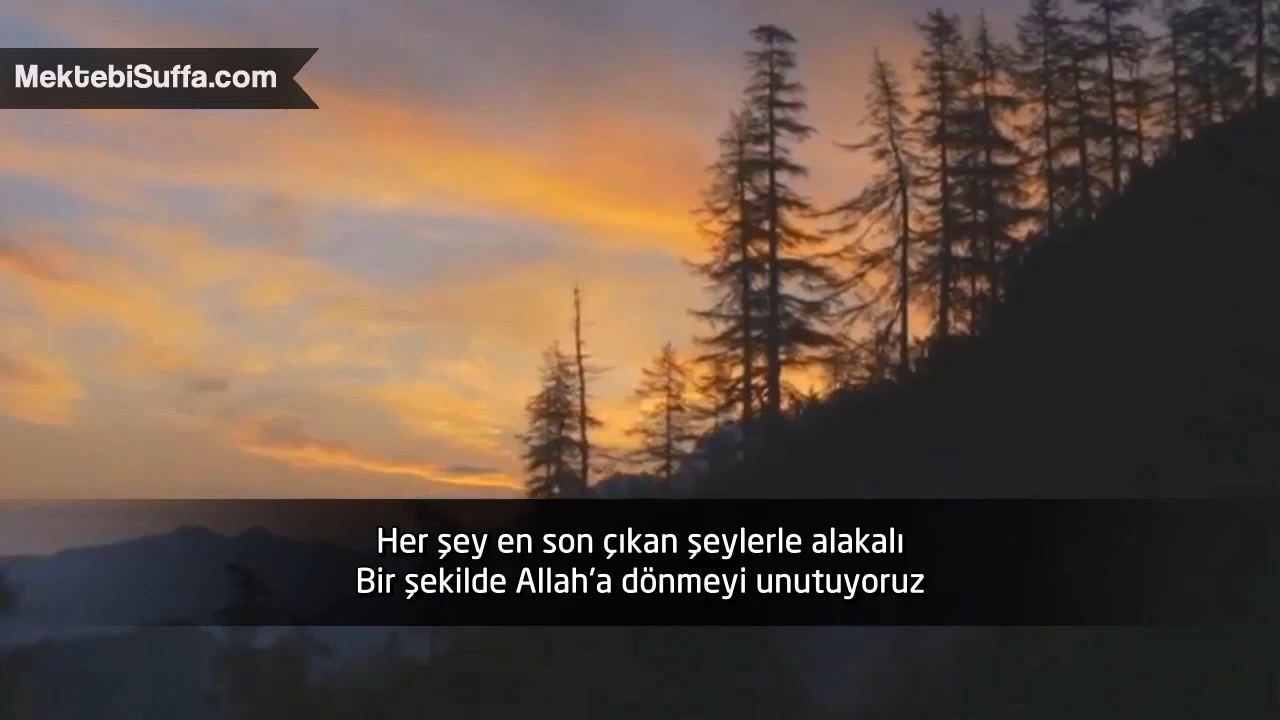 MektebiSuffa.com
Her şey en son çıkan şeylerle alakalı
Bir şekilde Allah’a dönmeyi unutuyoruz